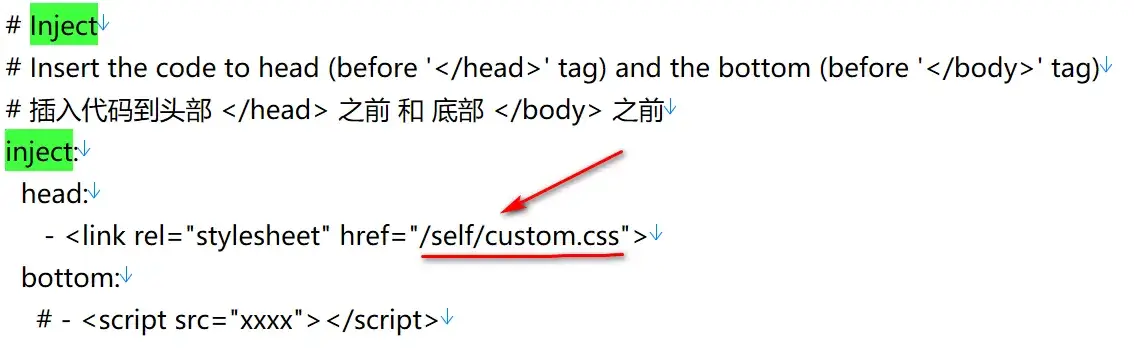 # Inject
# Insert the code to head (before '</head>' tag) and the bottom (before '</body>' tag)
# 插入代码到头部 </head> 之前 和 底部 </body> 之前
inject:
head:
- <link rel="stylesheet" href="/self/custom.css">
bottom:
# - <script src="xxxx"></script>